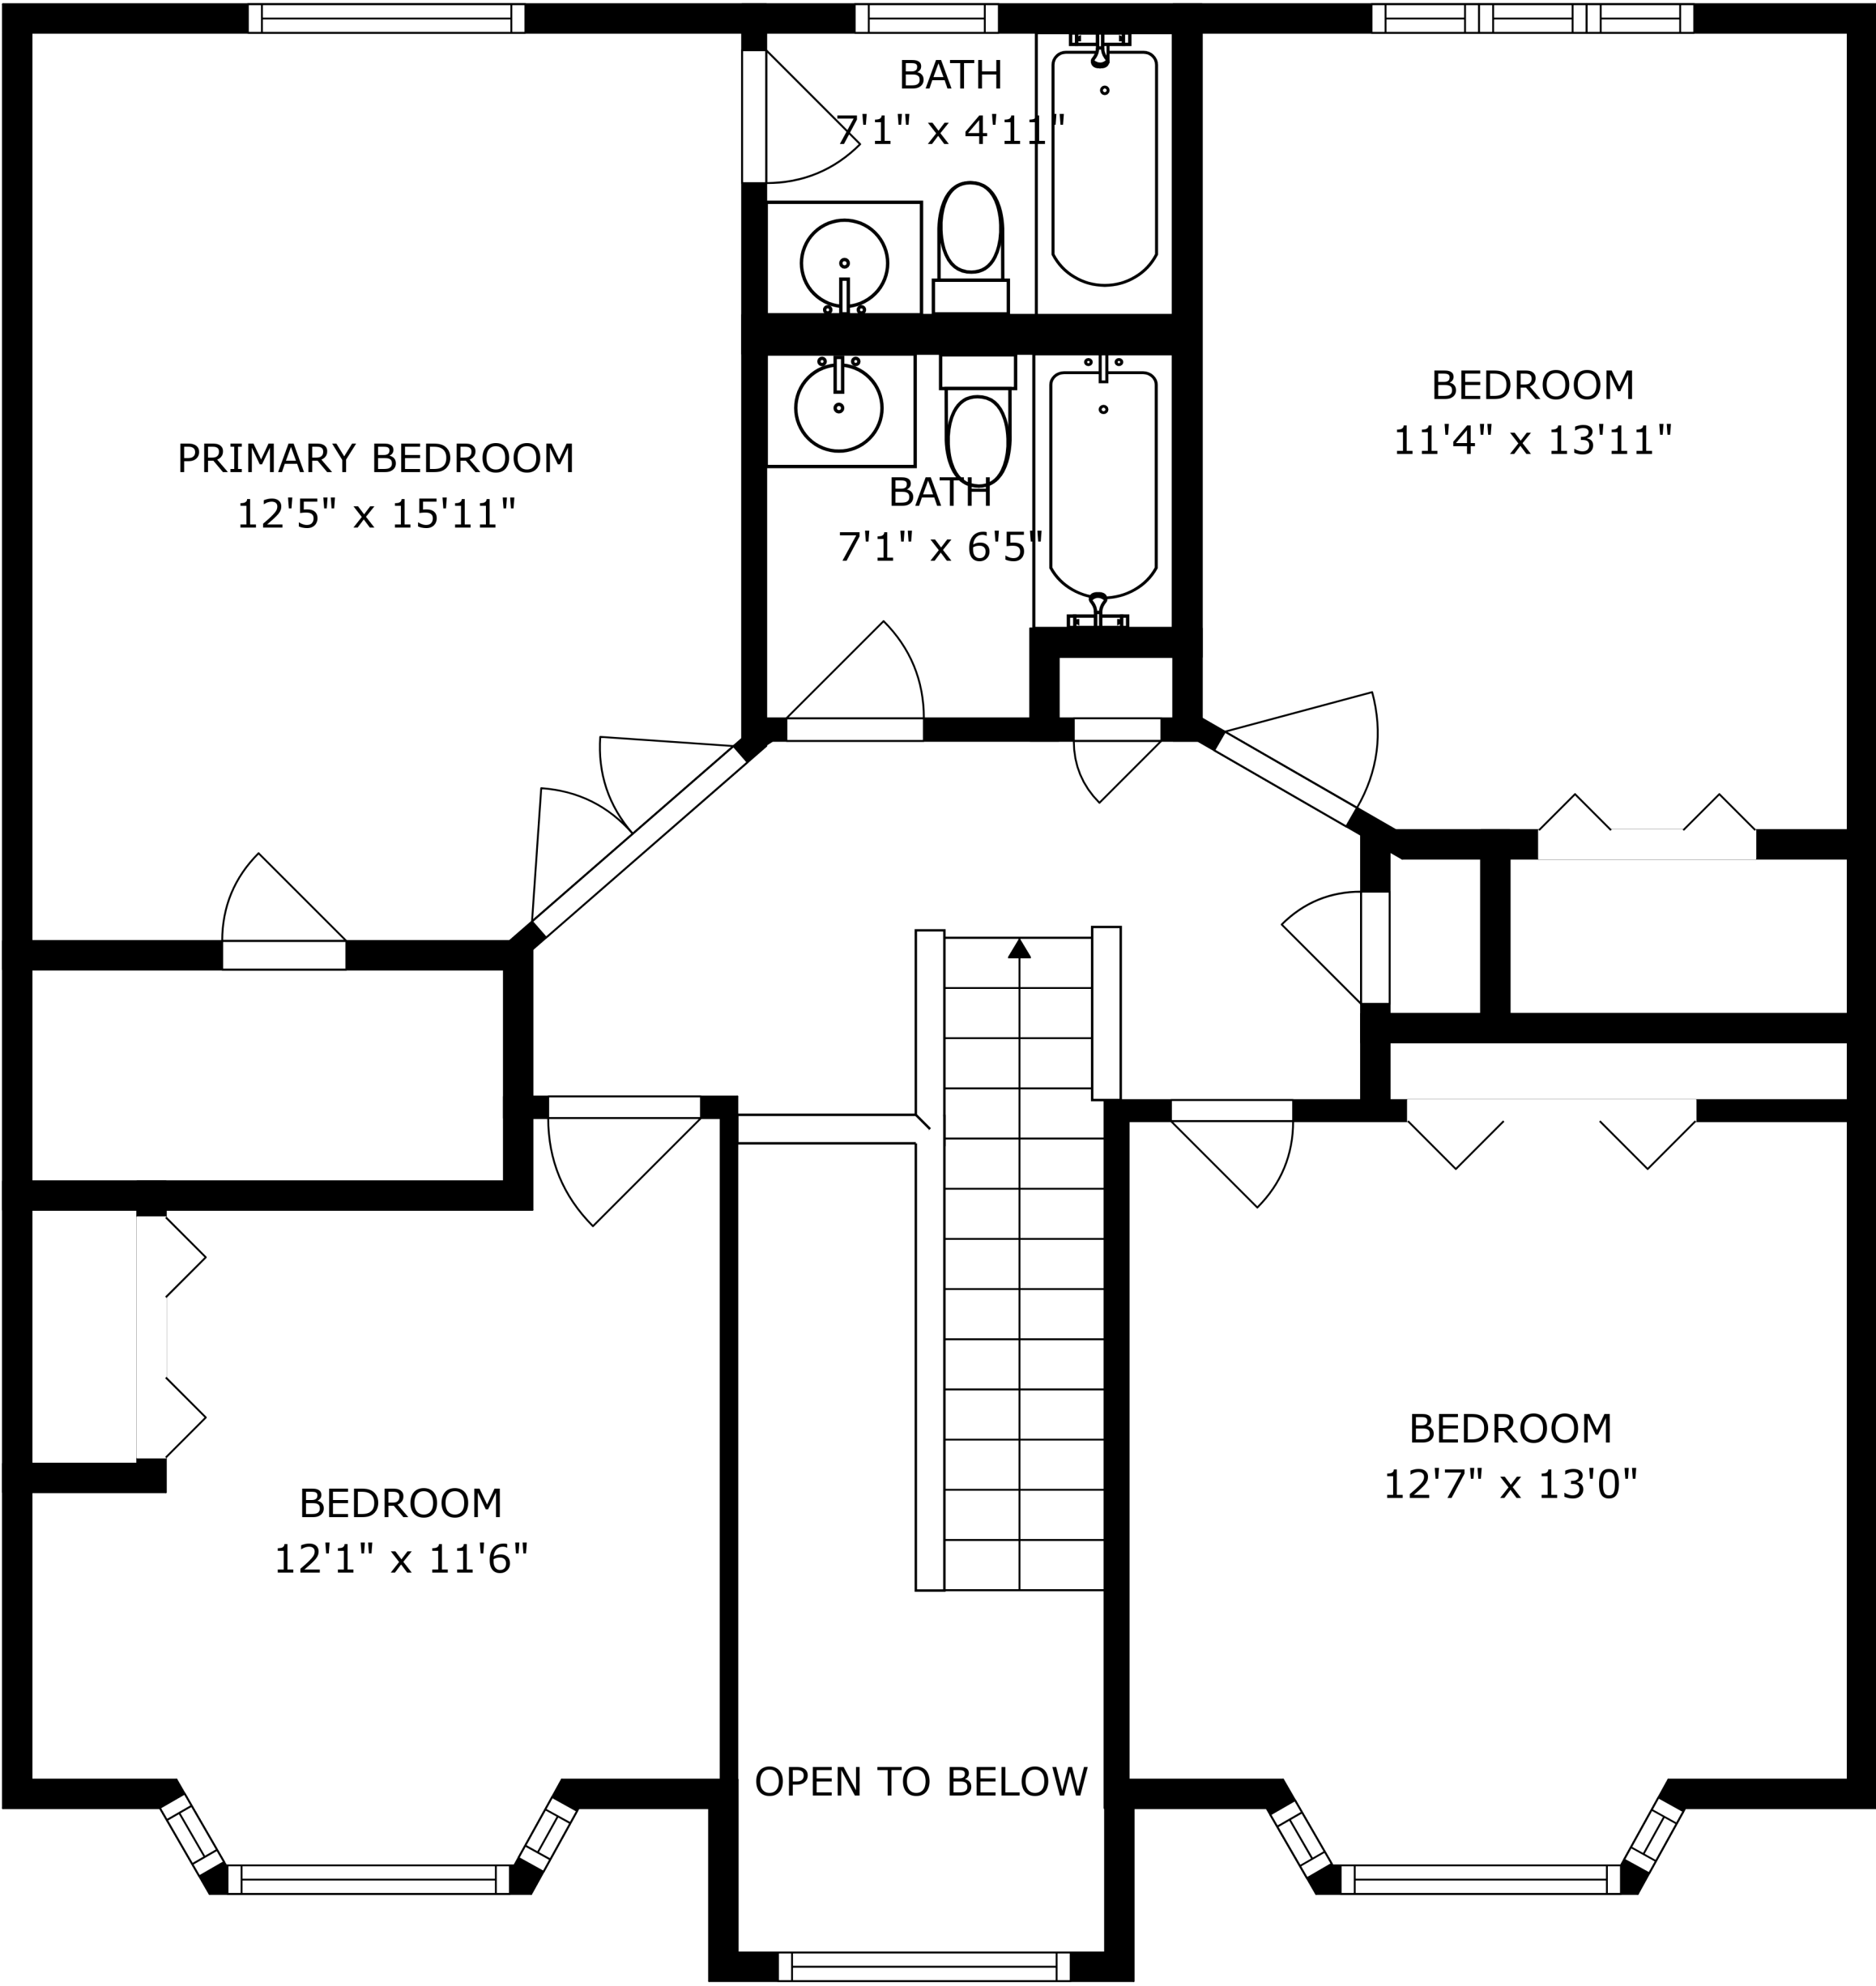 BATH
7'1" x 4'11"
BEDROOM
11'4" x 13'11"
PRIMARY BEDROOM
12'5" x 15'11"
BATH
7'1" x 6'5"
BEDROOM
12'7" x 13'0"
BEDROOM
12'1" x 11'6"
OPEN TO BELOW